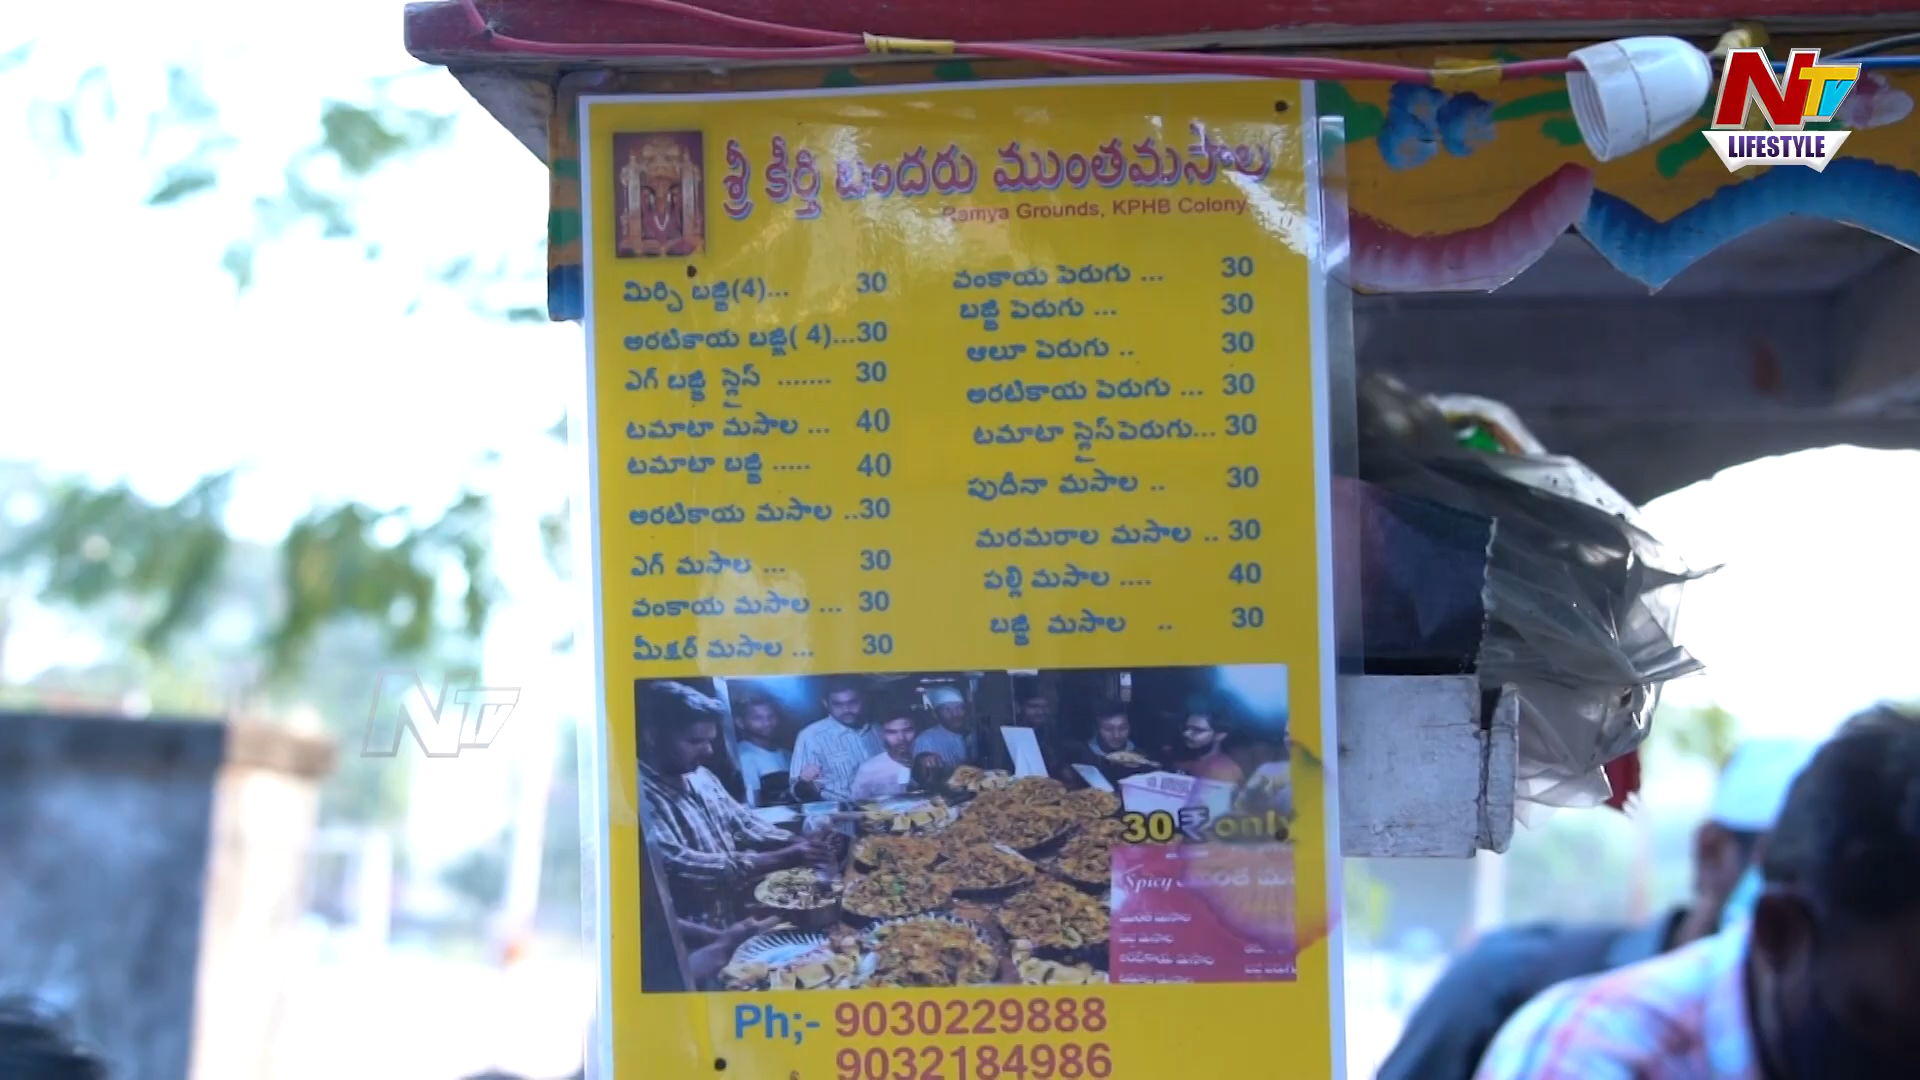 శ్రీ కీర్తి బందరు ముంతమసాల
Ramya Grounds, KPHB Colony
మిర్చి బజ్జి(4)... 30
అరటికాయ బజ్జి( 4)...30
ఎగ్ బజ్జి స్లైస్ ....... 30
టమాటా మసాల ... 40
టమాటా బజ్జి ..... 40
అరటికాయ మసాల ..30
ఎగ్ మసాల ... 30
వంకాయ మసాల ... 30
మీక్షర్ మసాల ... 30
వంకాయ పెరుగు ... 30
బజ్జి పెరుగు ... 30
ఆలూ పెరుగు .. 30
అరటికాయ పెరుగు ... 30
టమాటా స్లైస్పెరుగు... 30
పుదీనా మసాల .. 30
మరమరాల మసాల .. 30
పల్లి మసాల .... 40
బజ్జి మసాల .. 30
30 ₹ only
Spicy
Ph;- 9030229888
9032184986
NTV
LIFESTYLE
NTV